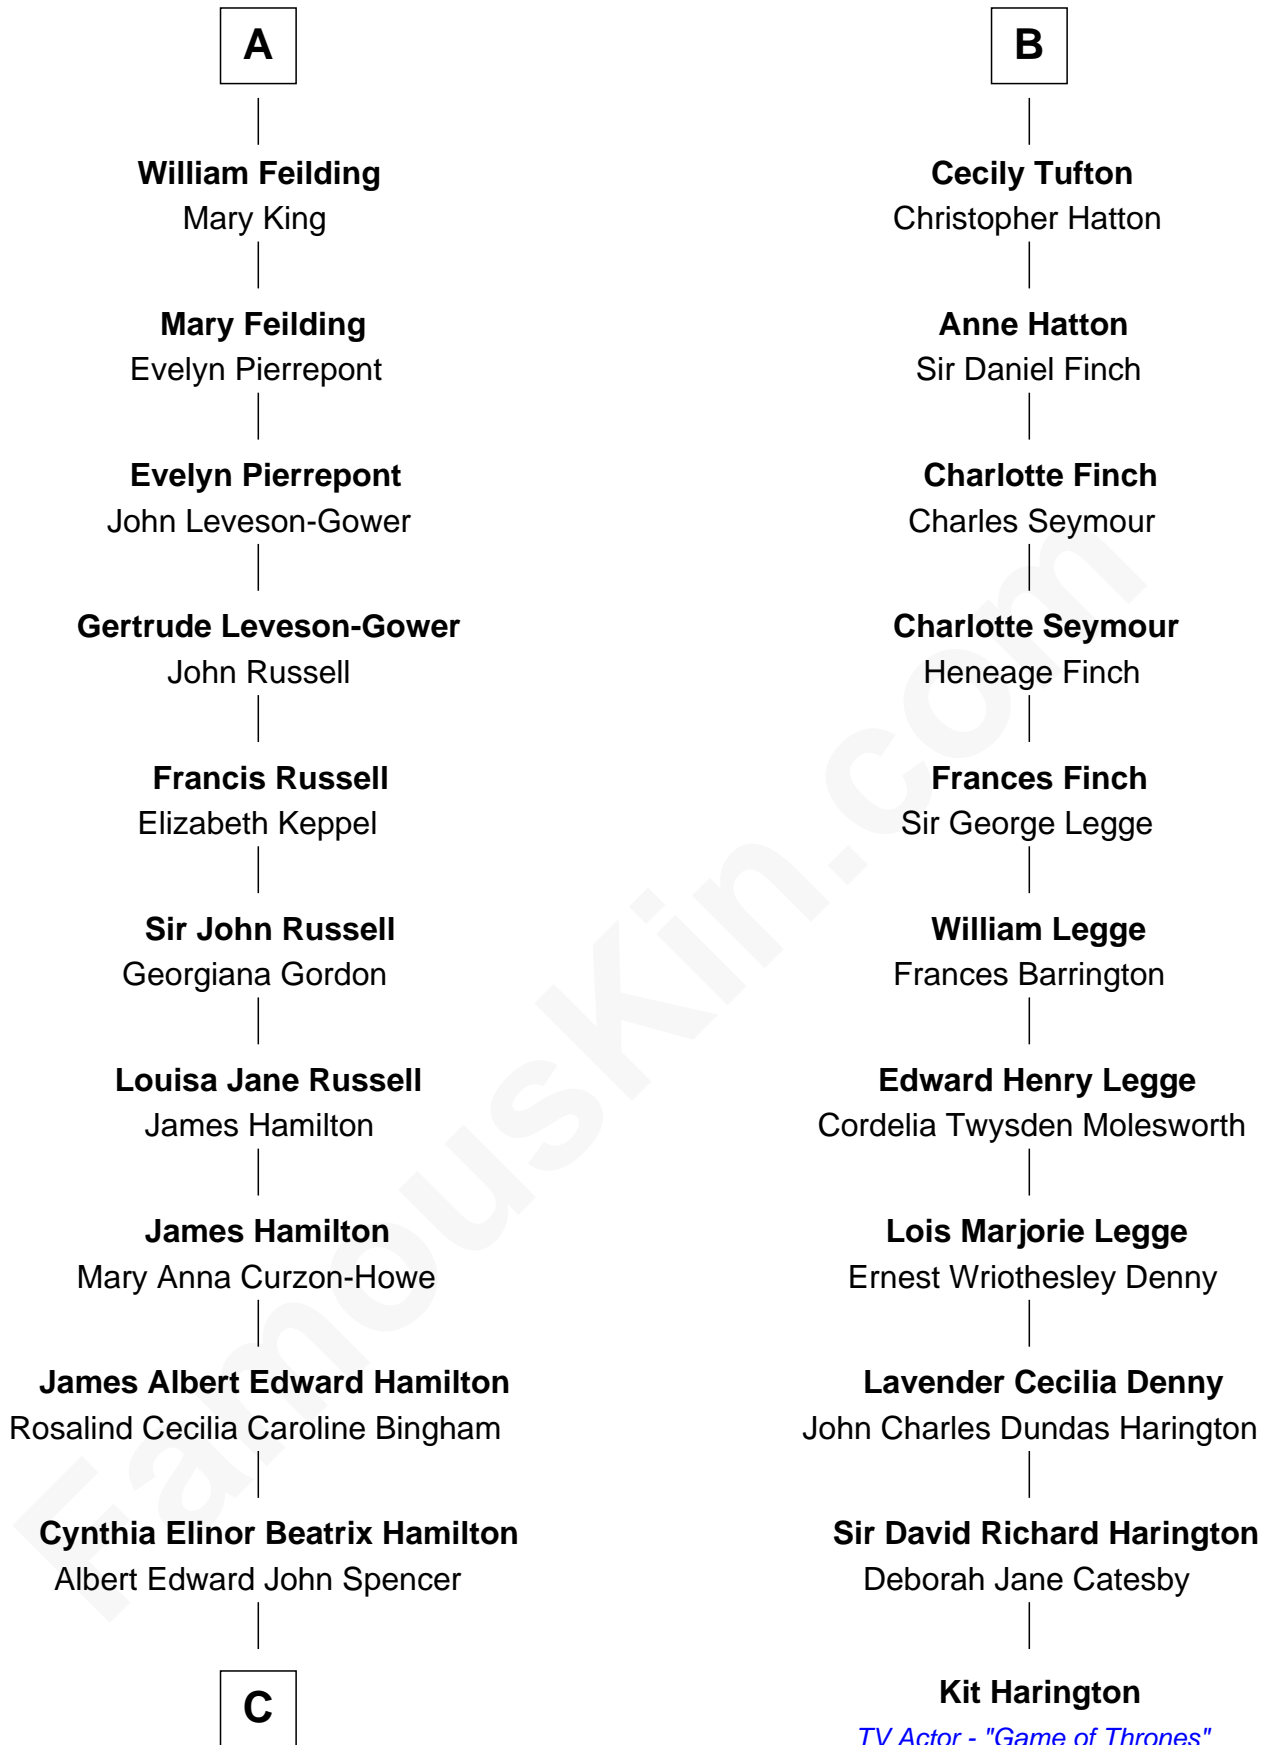 A
William Feilding
Mary King
Mary Feilding
Evelyn Pierrepont
Evelyn Pierrepont
John Leveson-Gower
Gertrude Leveson-Gower
John Russell
Francis Russell
Elizabeth Keppel
Sir John Russell
Georgiana Gordon
Louisa Jane Russell
James Hamilton
James Hamilton
Mary Anna Curzon-Howe
James Albert Edward Hamilton
Rosalind Cecilia Caroline Bingham
Cynthia Elinor Beatrix Hamilton
Albert Edward John Spencer
C
B
Cecily Tufton
Christopher Hatton
Anne Hatton
Sir Daniel Finch
Charlotte Finch
Charles Seymour
Charlotte Seymour
Heneage Finch
Frances Finch
Sir George Legge
William Legge
Frances Barrington
Edward Henry Legge
Cordelia Twysden Molesworth
Lois Marjorie Legge
Ernest Wriothesley Denny
Lavender Cecilia Denny
John Charles Dundas Harington
Sir David Richard Harington
Deborah Jane Catesby
Kit Harington
TV Actor - "Game of Thrones"
FamousKin.com